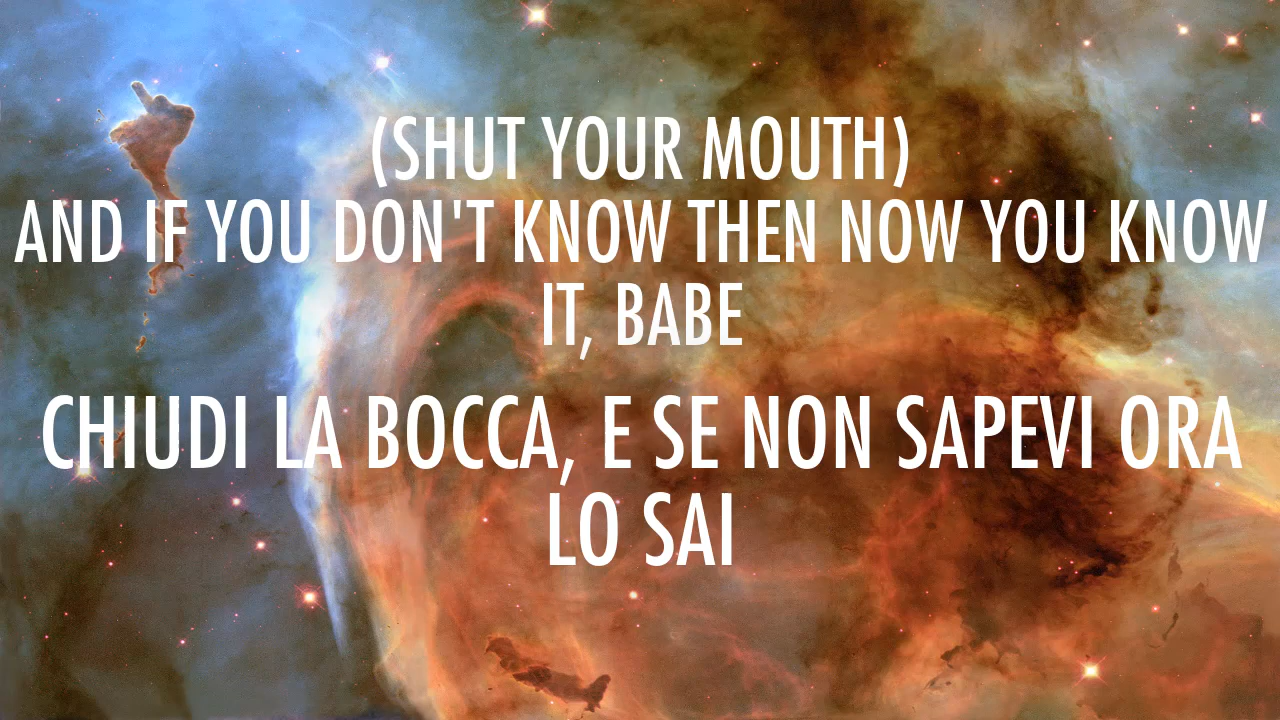 (SHUT YOUR MOUTH)
AND IF YOU DON'T KNOW THEN NOW YOU KNOW
IT, BABE
CHIUDI LA BOCCA, E SE NON SAPEVI ORA
LO SAI